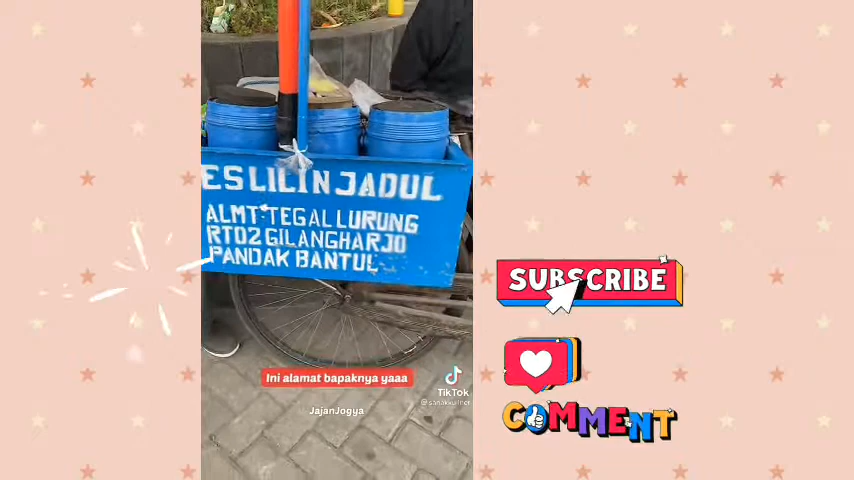 ES LILIN JADUL
ALMT TEGAL LURUNG
RT02 GILANGHARJO
PANDAK BANTUL
Ini alamat bapaknya yaaa
JajanJogya
TikTok
SUBSCRIBE
COMMENT